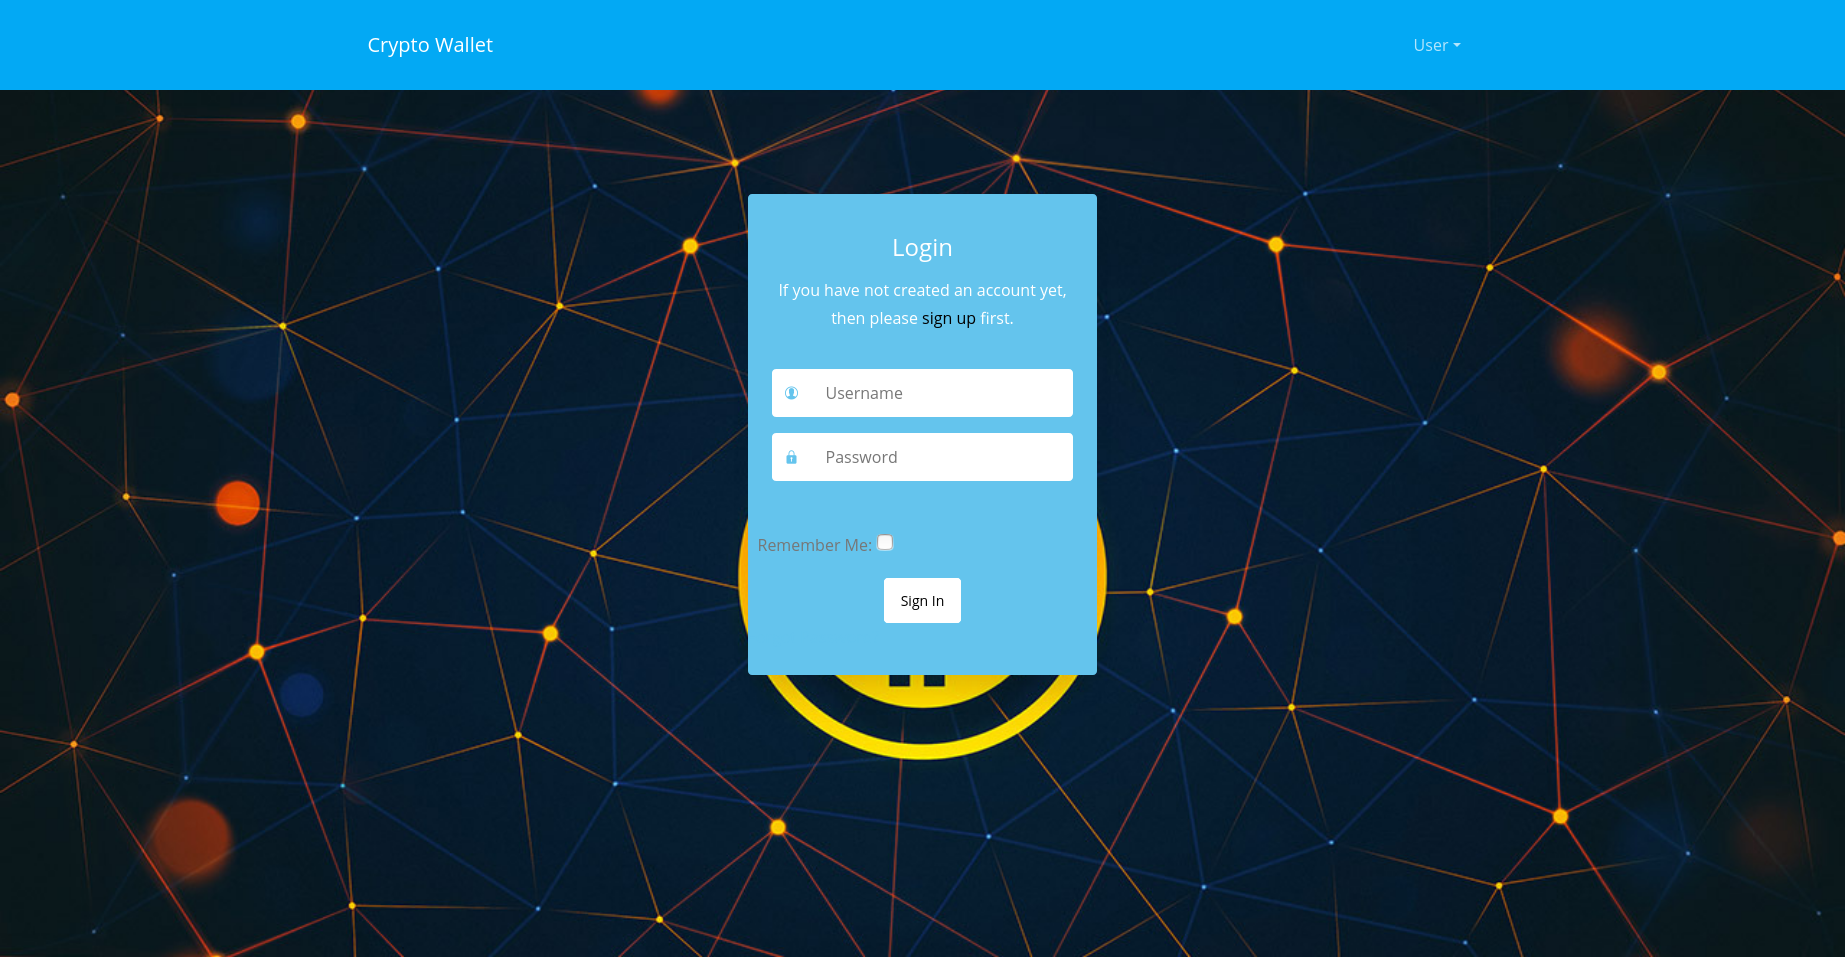 Crypto Wallet
User
Login
If you have not created an account yet,
then please sign up first.
Username
Password
Remember Me:
Sign In